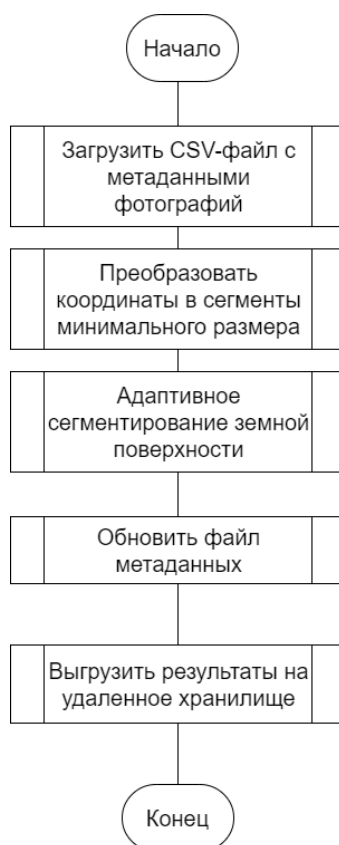 Начало
Загрузить CSV-файл с
метаданными
фотографий
Преобразовать
координаты в сегменты
минимального размера
Адаптивное
сегментирование земной
поверхности
Обновить файл
метаданных
Выгрузить результаты на
удаленное хранилище
Конец